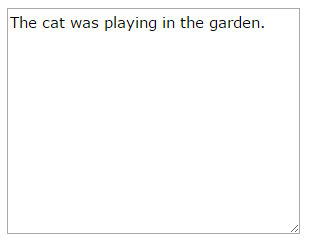 The cat was playing in the garden.